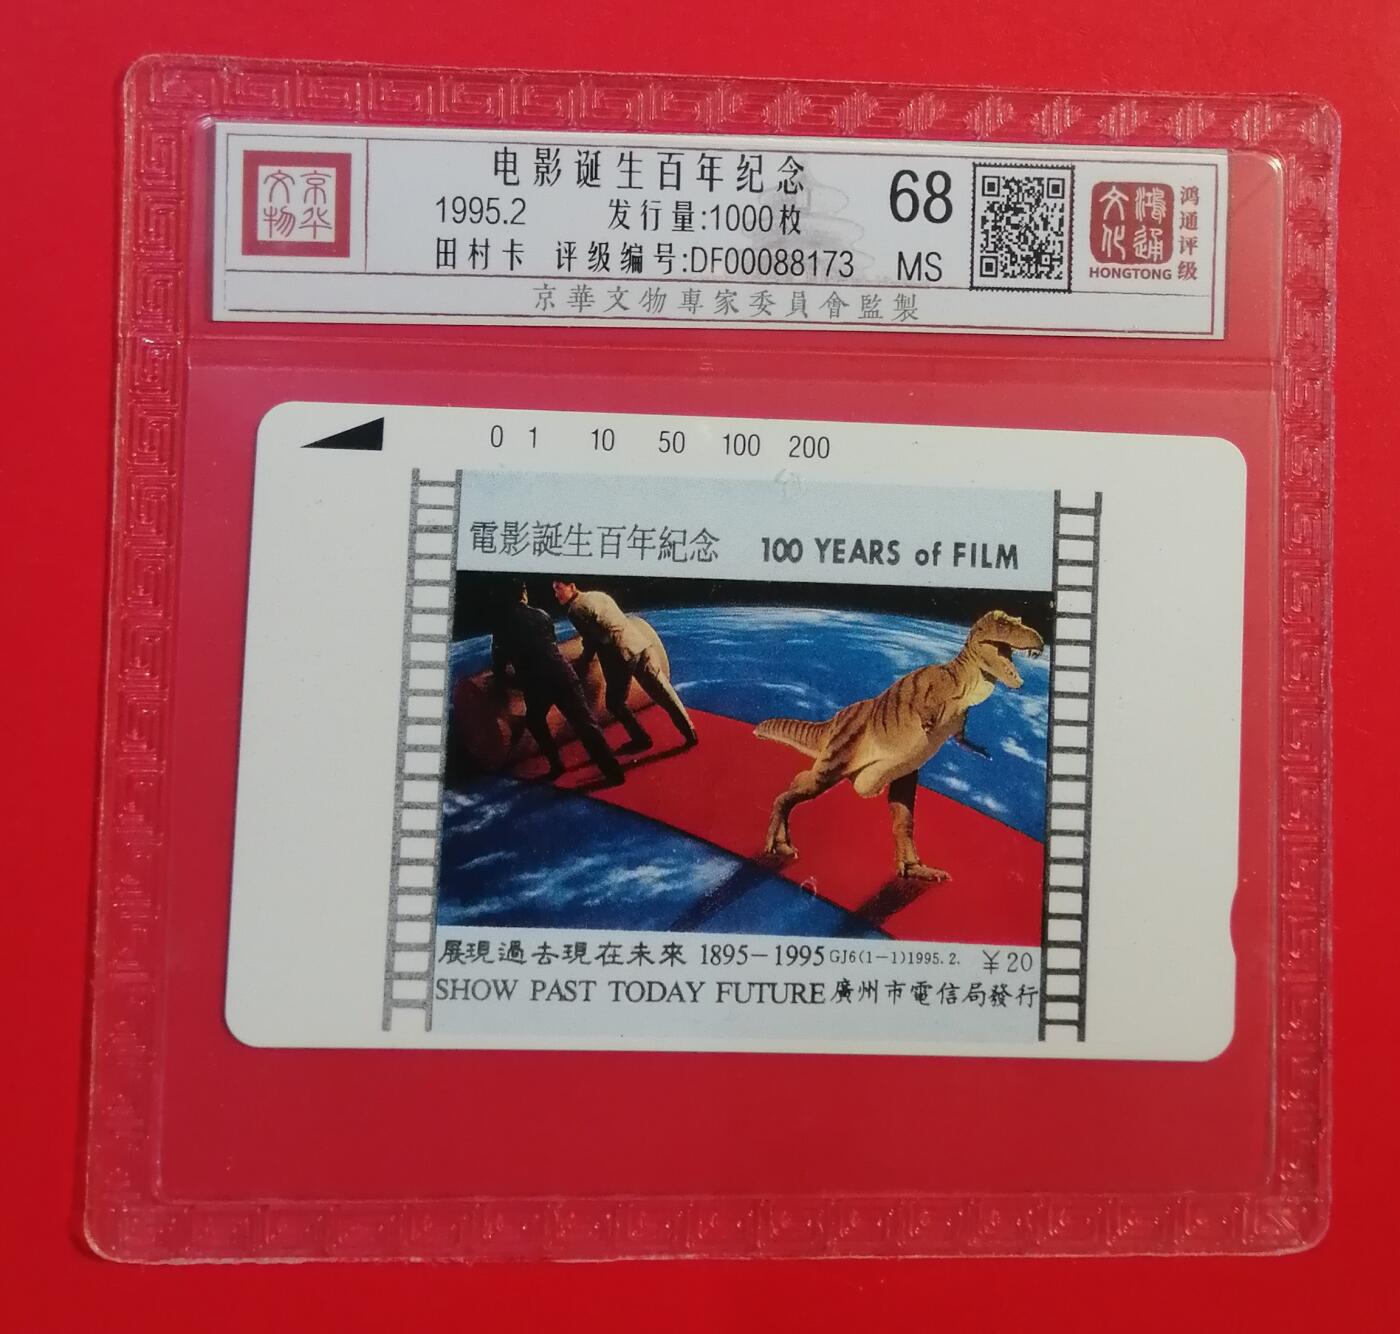 京华
文物
电影诞生百年纪念
1995.2 发行量:1000枚
田村卡 评级编号:DF00088173
68
MS
鸿通
文化
HONGTONG
鸿通评级
京華文物專家委員會監製
0 1 10 50 100 200
電影誕生百年紀念 100 YEARS of FILM
展現過去現在未來 1895-1995 GJ6(1-1)1995.2. ¥20
SHOW PAST TODAY FUTURE 廣州市電信局發行